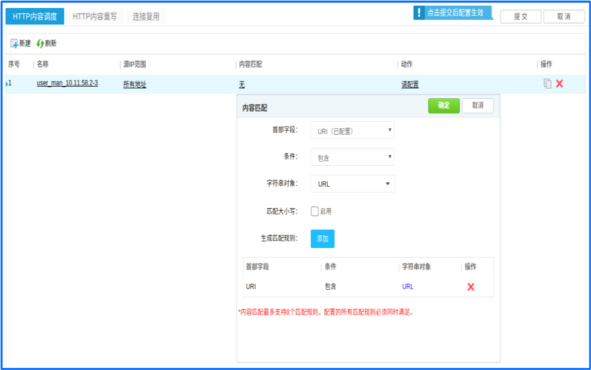 HTTP内容调度 HTTP内容重写 连接复用 点击提交后配置生效 提 交 取 消
新建 刷新
序号 名称 源IP范围 内容匹配 动作 操作
1 user_man_10.11.58.2-3 所有地址 无 请配置
内容匹配 确定 取消
首部字段: URI（已配置）
条件: 包含
字符串对象: URL
匹配大小写: 启用
生成匹配规则: 添加
首部字段 条件 字符串对象 操作
URI 包含 URL
*内容匹配最多支持8个匹配规则，配置的所有匹配规则必须同时满足。